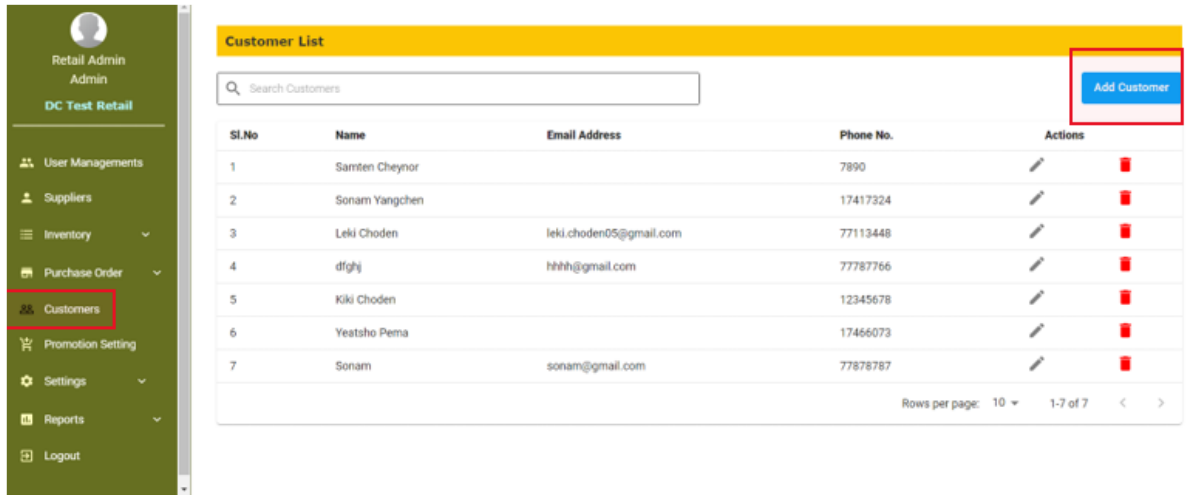 Retail Admin
Admin
DC Test Retail
User Managements
Suppliers
Inventory
Purchase Order
Customers
Promotion Setting
Settings
Reports
Logout
Customer List
Search Customers
Add Customer
Sl.No Name Email Address Phone No. Actions
1 Samten Cheynor 7890
2 Sonam Yangchen 17417324
3 Leki Choden leki.choden05@gmail.com 77113448
4 dfghj hhhh@gmail.com 77787766
5 Kiki Choden 12345678
6 Yeatsho Pema 17466073
7 Sonam sonam@gmail.com 77878787
Rows per page: 10 1-7 of 7